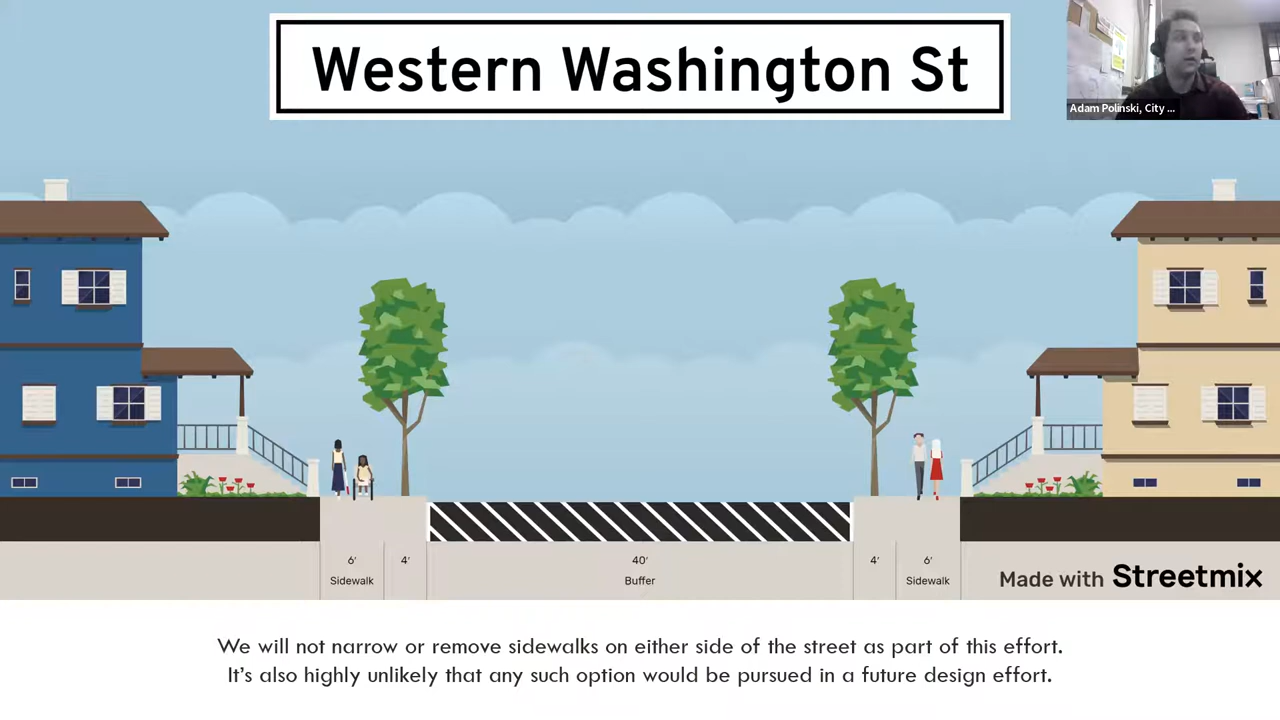 Western Washington St
Adam Polinski, City ...
6'
4'
40'
4'
6'
Sidewalk
Buffer
Sidewalk
Made with Streetmix
We will not narrow or remove sidewalks on either side of the street as part of this effort.
It's also highly unlikely that any such option would be pursued in a future design effort.